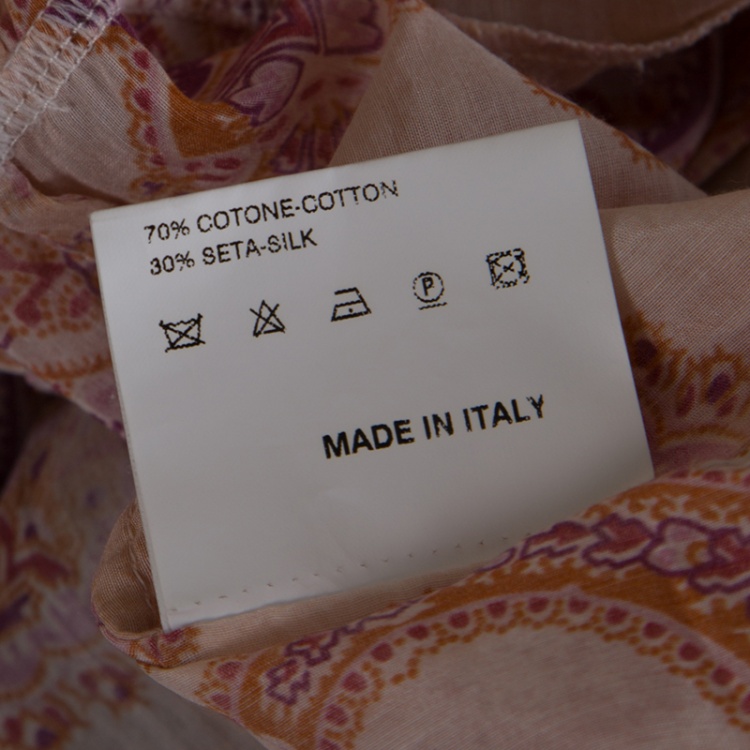 70% COTONE-COTTON
30% SETA-SILK
P
MADE IN ITALY